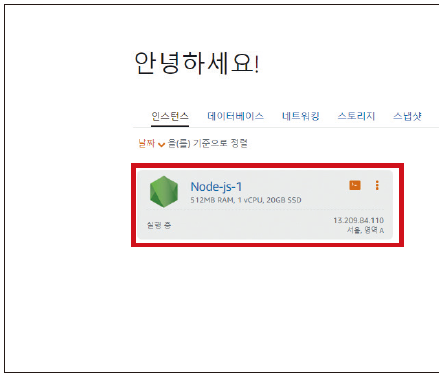 안녕하세요!
인스턴스 데이터베이스 네트워킹 스토리지 스냅샷
날짜 을(를) 기준으로 정렬
Node-js-1
512MB RAM, 1 vCPU, 20GB SSD
실행 중
13.209.84.110
서울, 영역 A